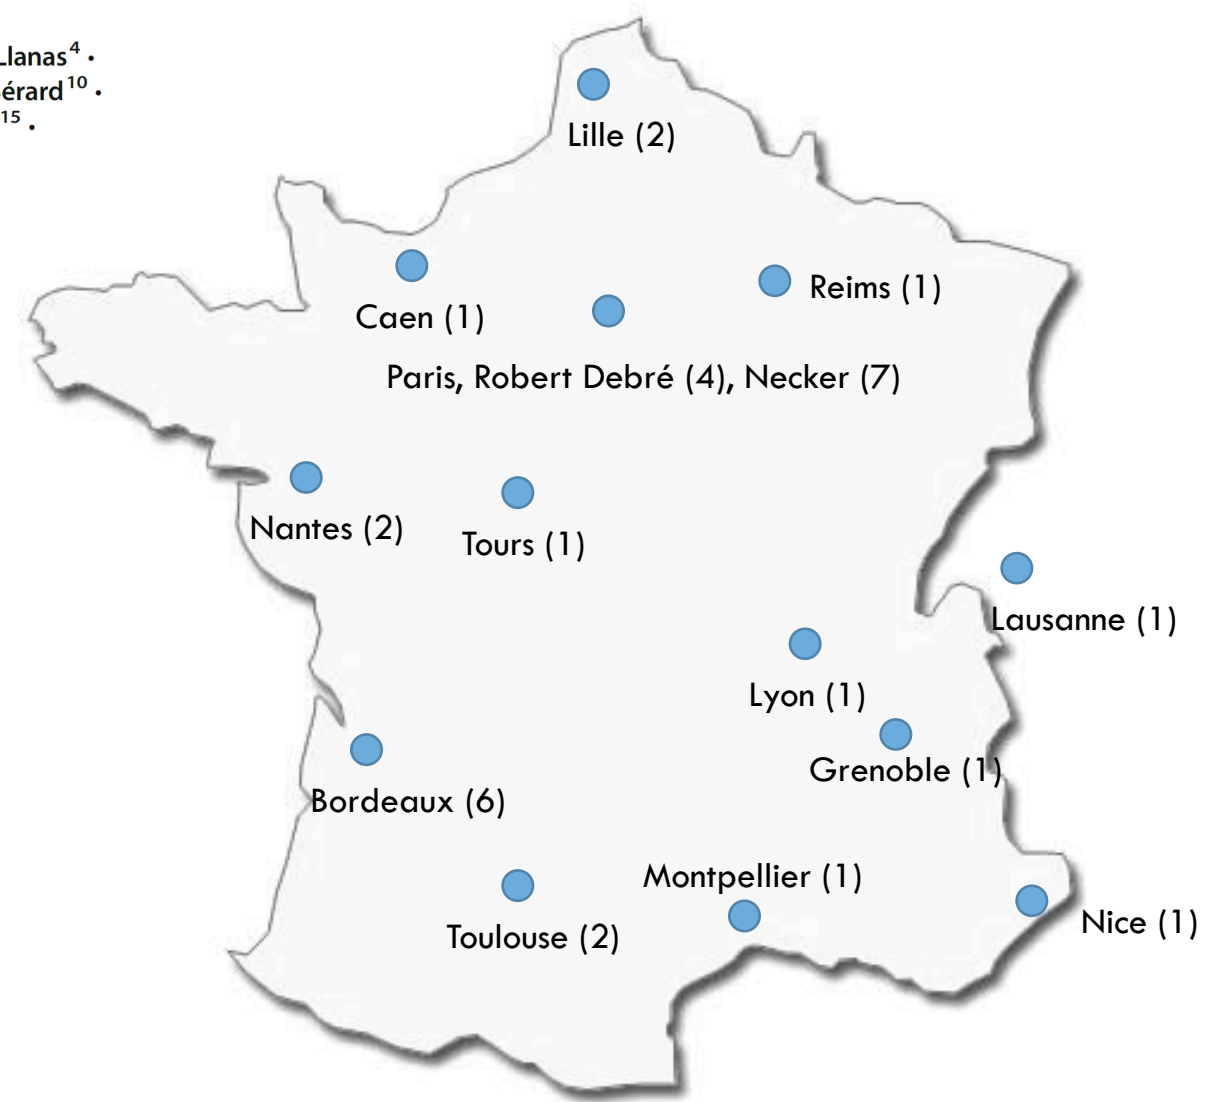 Llanas⁴ •
érard¹⁰ •
¹⁵ •
Lille (2)
Caen (1)
Reims (1)
Paris, Robert Debré (4), Necker (7)
Nantes (2)
Tours (1)
Lausanne (1)
Lyon (1)
Grenoble (1)
Bordeaux (6)
Montpellier (1)
Toulouse (2)
Nice (1)